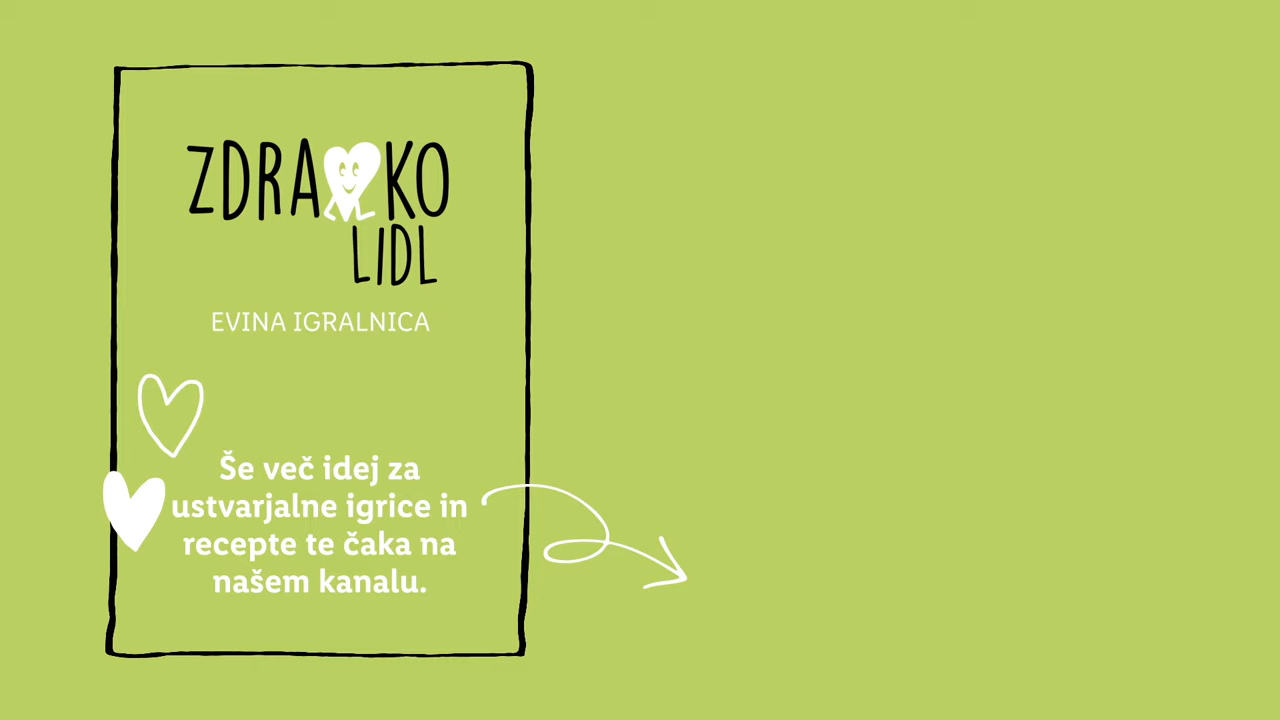 ZDRAVKO
LIDL
EVINA IGRALNICA
Še več idej za
ustvarjalne igrice in
recepte te čaka na
našem kanalu.